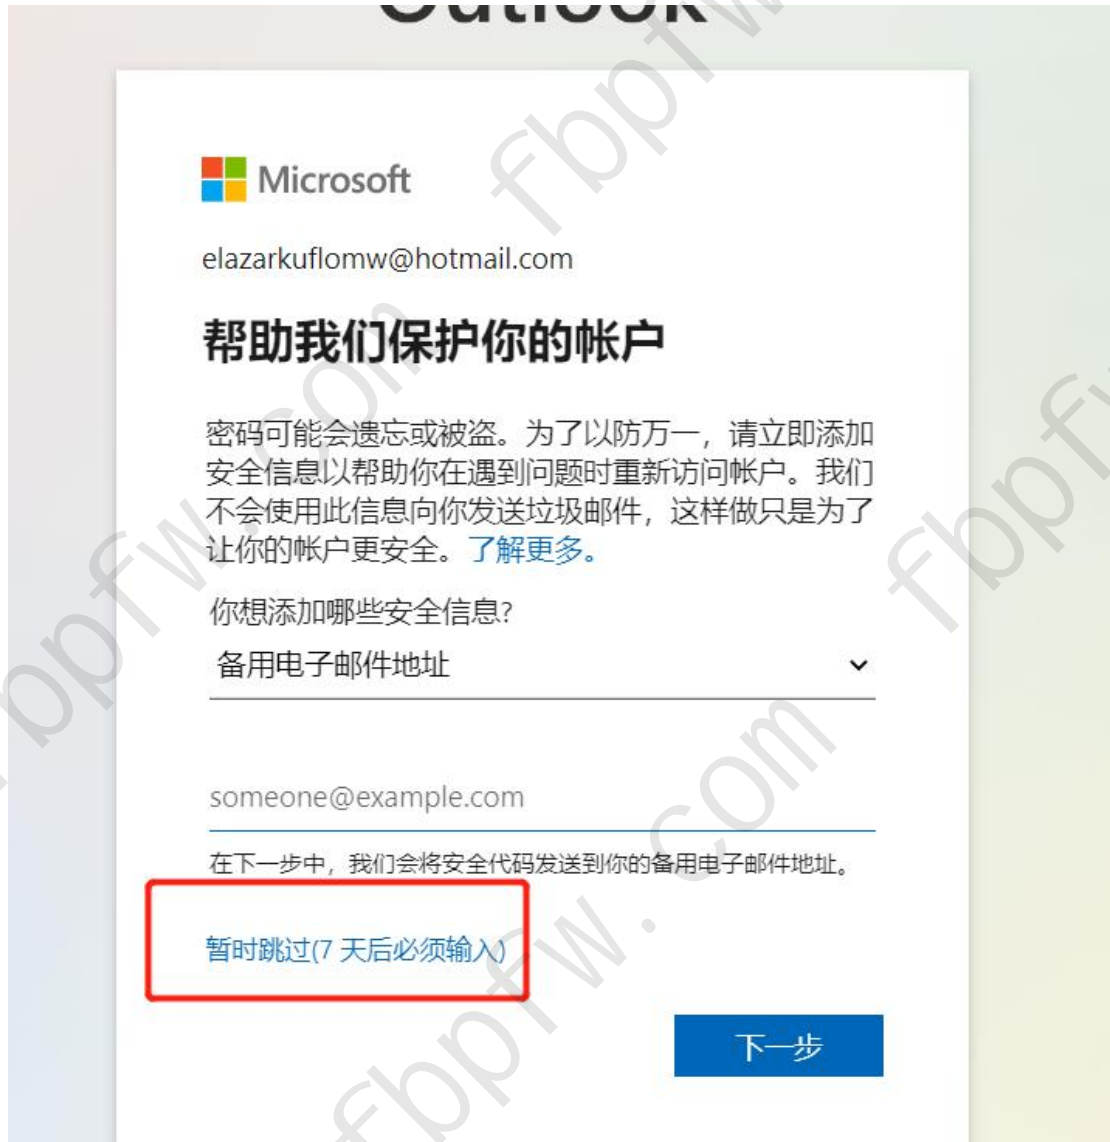 Outlook
Microsoft
elazarkuflomw@hotmail.com
帮助我们保护你的帐户
密码可能会遗忘或被盗。为了以防万一，请立即添加
安全信息以帮助你在遇到问题时重新访问帐户。我们
不会使用此信息向你发送垃圾邮件，这样做只是为了
让你的帐户更安全。了解更多。
你想添加哪些安全信息?
备用电子邮件地址
someone@example.com
在下一步中，我们会将安全代码发送到你的备用电子邮件地址。
暂时跳过(7 天后必须输入)
下一步
fbpfw.com